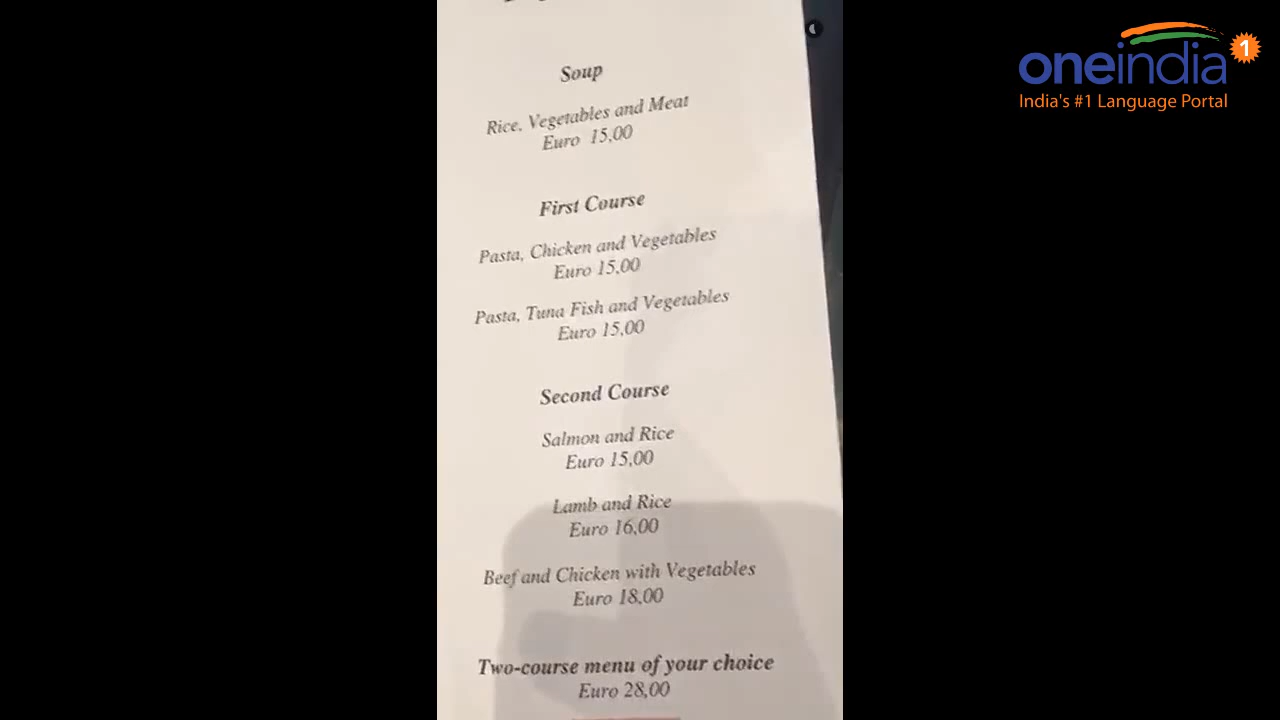 Soup
Rice, Vegetables and Meat
Euro 15,00
First Course
Pasta, Chicken and Vegetables
Euro 15,00
Pasta, Tuna Fish and Vegetables
Euro 15,00
Second Course
Salmon and Rice
Euro 15,00
Lamb and Rice
Euro 16,00
Beef and Chicken with Vegetables
Euro 18,00
Two-course menu of your choice
Euro 28,00
oneindia 1
India's #1 Language Portal